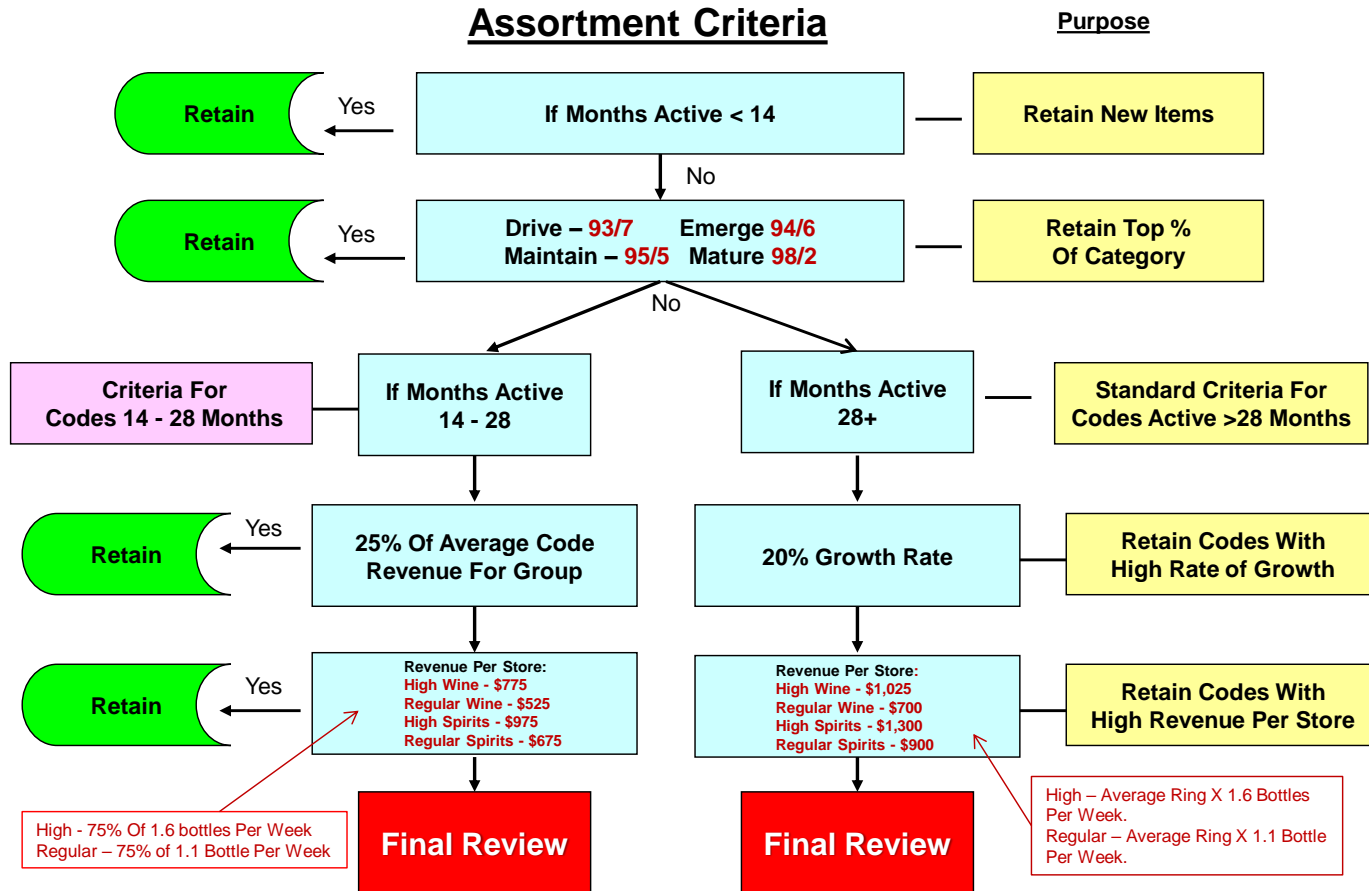 Assortment Criteria
Purpose
Retain
Yes
If Months Active < 14
Retain New Items
No
Retain
Yes
Drive – 93/7 Emerge 94/6
Maintain – 95/5 Mature 98/2
Retain Top %
Of Category
No
Criteria For
Codes 14 - 28 Months
If Months Active
14 - 28
If Months Active
28+
Standard Criteria For
Codes Active >28 Months
Retain
Yes
25% Of Average Code
Revenue For Group
20% Growth Rate
Retain Codes With
High Rate of Growth
Retain
Yes
Revenue Per Store:
High Wine - $775
Regular Wine - $525
High Spirits - $975
Regular Spirits - $675
Revenue Per Store:
High Wine - $1,025
Regular Wine - $700
High Spirits - $1,300
Regular Spirits - $900
Retain Codes With
High Revenue Per Store
High - 75% Of 1.6 bottles Per Week
Regular – 75% of 1.1 Bottle Per Week
Final Review
Final Review
High – Average Ring X 1.6 Bottles
Per Week.
Regular – Average Ring X 1.1 Bottle
Per Week.